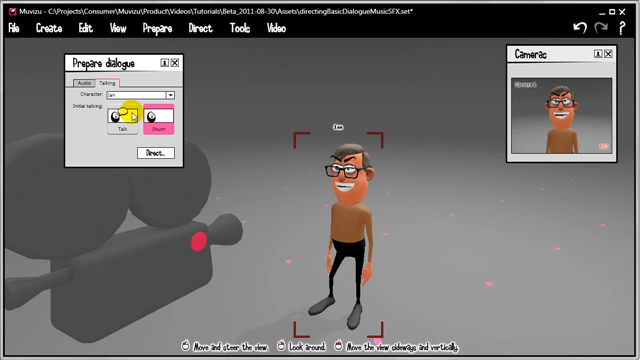 Muvizu - C:\Projects\Consumer\Muvizu\Product\Videos\Tutorials\Beta_2011-08-30\Assets\directingBasicDialogueMusicSFX.set*
File Create Edit View Prepare Direct Tools Video
Prepare dialogue
Audio Talking
Character: Ian
Initial talking:
Talk Shush
Direct...
Cameras
Camera 1
Ian
Move and steer the view. Look around. Move the view sideways and vertically.